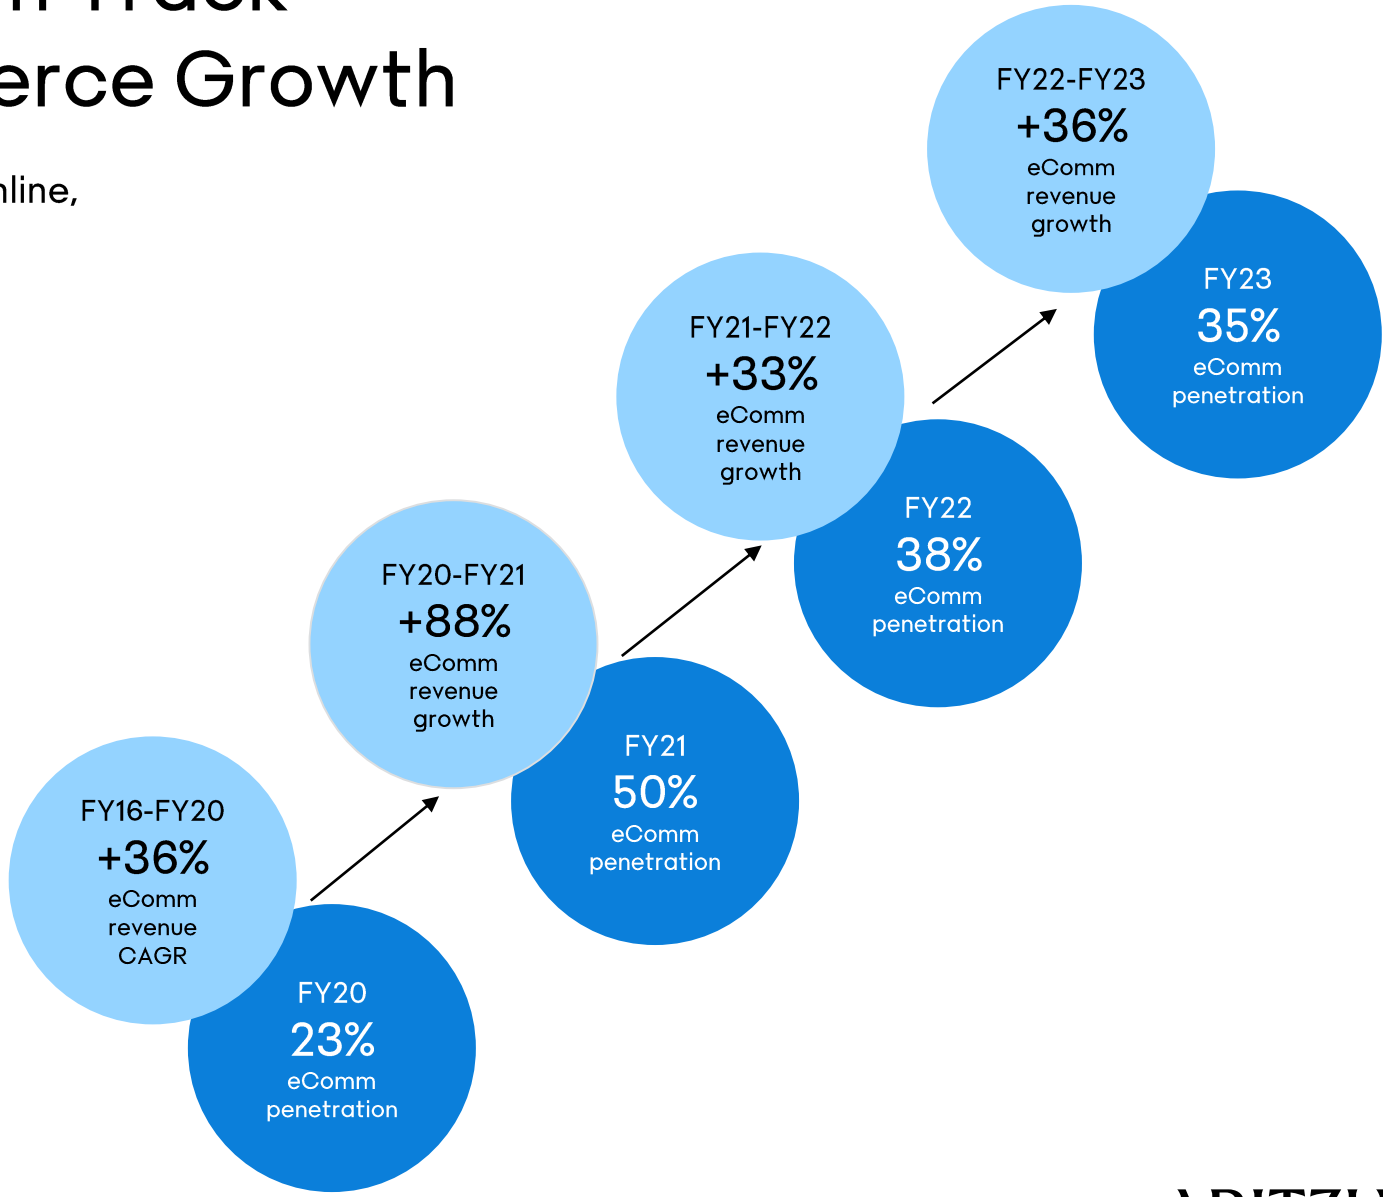 Track
erce Growth
nline,
FY22-FY23
+36%
eComm
revenue
growth
FY23
35%
eComm
penetration
FY21-FY22
+33%
eComm
revenue
growth
FY22
38%
eComm
penetration
FY20-FY21
+88%
eComm
revenue
growth
FY21
50%
eComm
penetration
FY16-FY20
+36%
eComm
revenue
CAGR
FY20
23%
eComm
penetration